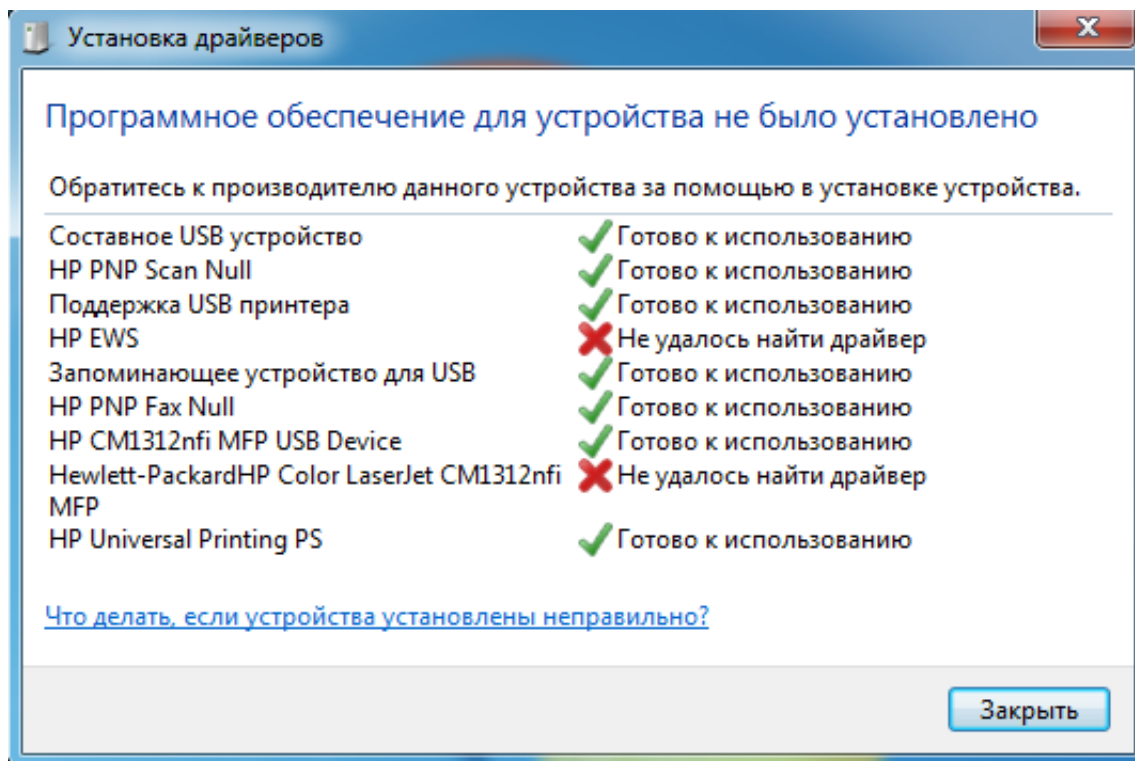 Установка драйверов
Программное обеспечение для устройства не было установлено
Обратитесь к производителю данного устройства за помощью в установке устройства.
Составное USB устройство Готово к использованию
HP PNP Scan Null Готово к использованию
Поддержка USB принтера Готово к использованию
HP EWS Не удалось найти драйвер
Запоминающее устройство для USB Готово к использованию
HP PNP Fax Null Готово к использованию
HP CM1312nfi MFP USB Device Готово к использованию
Hewlett-PackardHP Color LaserJet CM1312nfi Не удалось найти драйвер
MFP
HP Universal Printing PS Готово к использованию
Что делать, если устройства установлены неправильно?
Закрыть